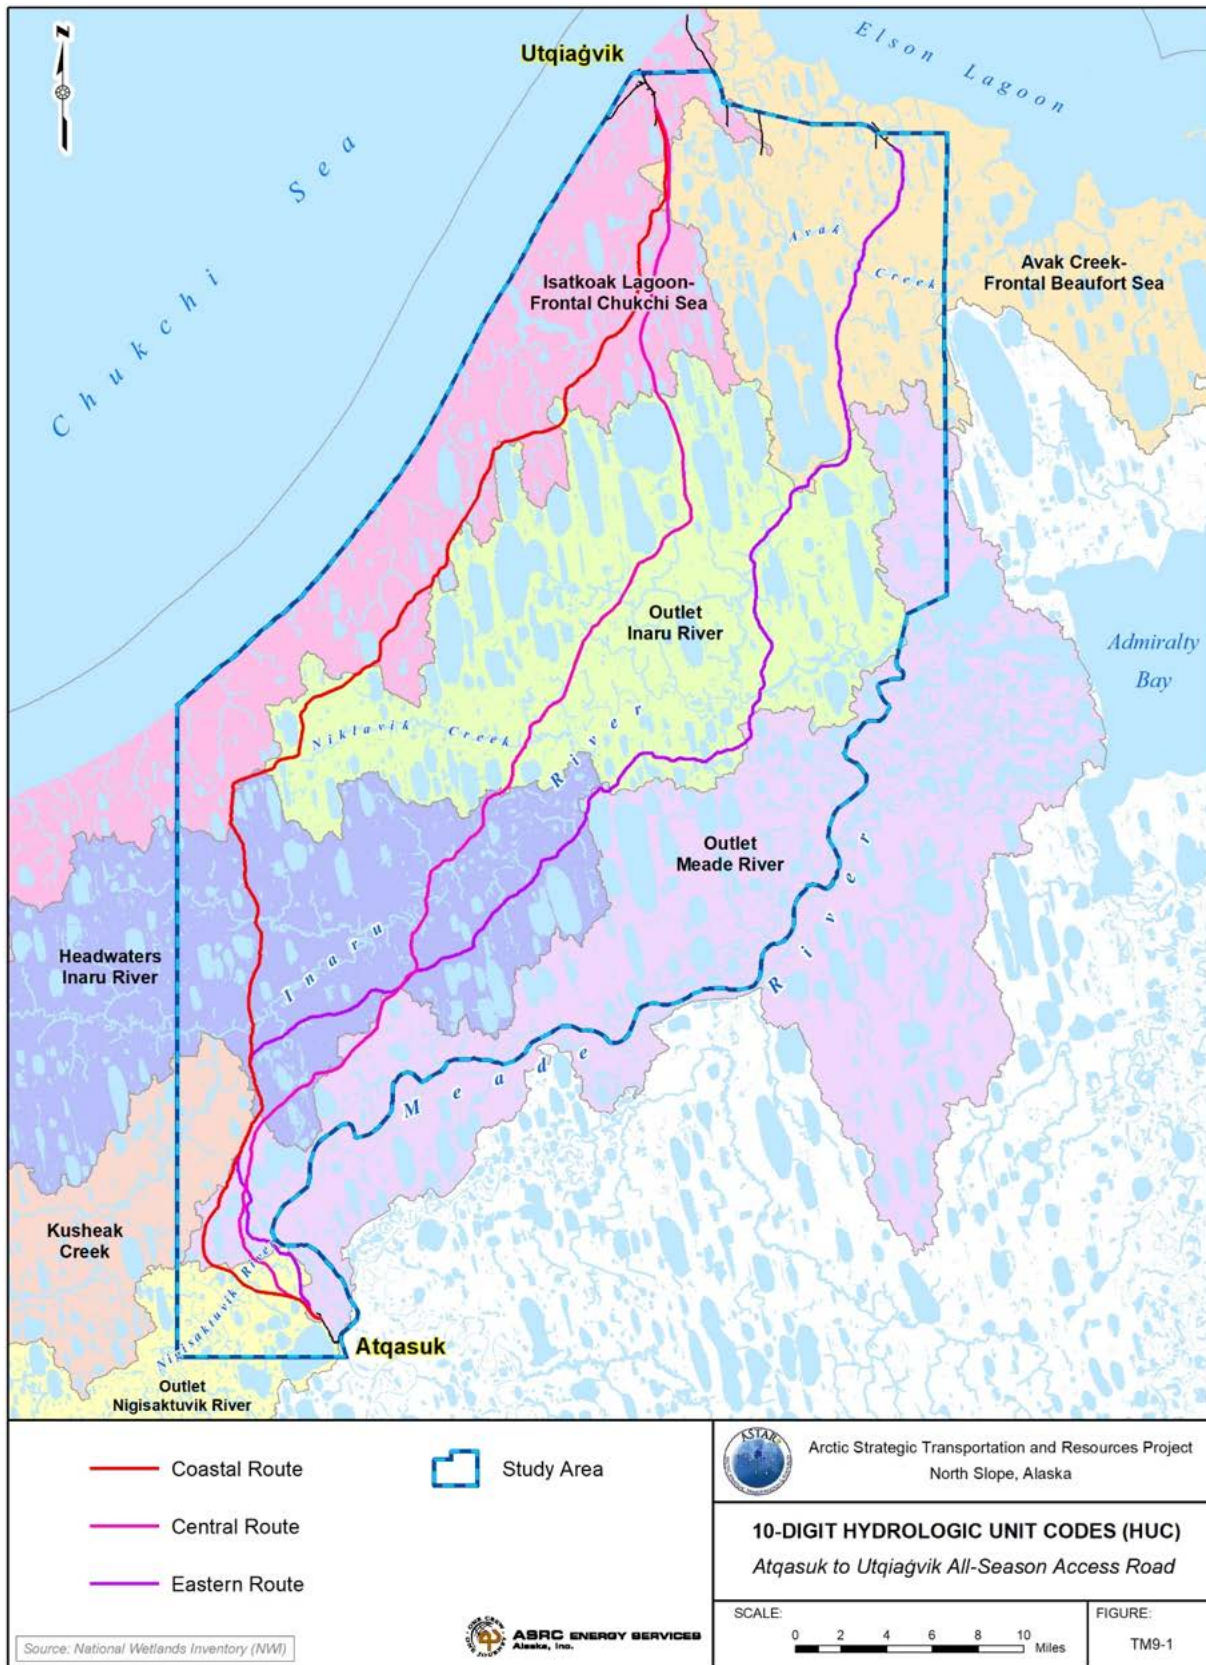 N
Utqiaġvik
Elson Lagoon
Chukchi Sea
Avak Creek
Isatkoak Lagoon-
Frontal Chukchi Sea
Avak Creek-
Frontal Beaufort Sea
Outlet
Inaru River
Admiralty
Bay
Niklavik Creek
Inaru River
Outlet
Meade River
Headwaters
Inaru River
Meade River
Kusheak
Creek
Nigisaktuvik River
Atqasuk
Outlet
Nigisaktuvik River
Coastal Route
Central Route
Eastern Route
Study Area
Source: National Wetlands Inventory (NWI)
ASRC ENERGY SERVICES
Alaska, Inc.
ASTAR
Arctic Strategic Transportation and Resources Project
North Slope, Alaska
10-DIGIT HYDROLOGIC UNIT CODES (HUC)
Atqasuk to Utqiaġvik All-Season Access Road
SCALE:
0 2 4 6 8 10
Miles
FIGURE:
TM9-1